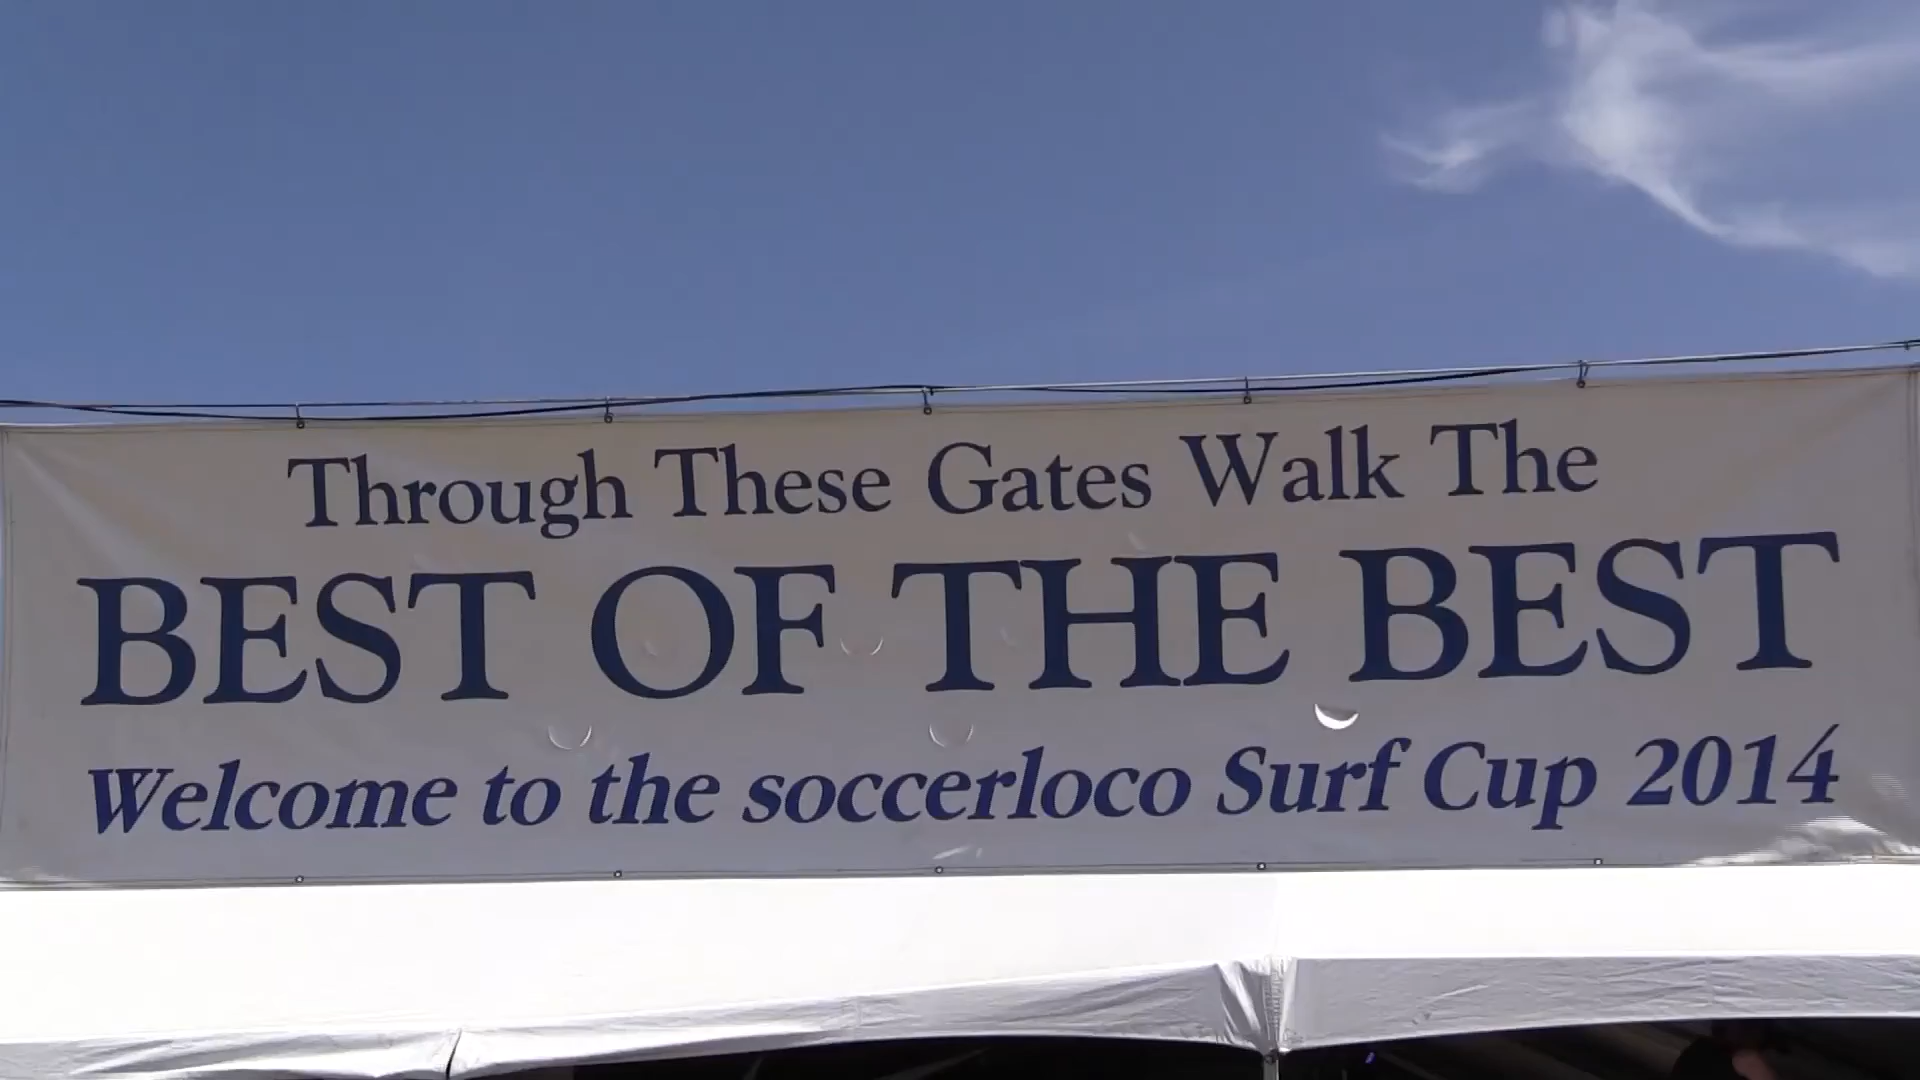 Through These Gates Walk The
BEST OF THE BEST
Welcome to the soccerloco Surf Cup 2014